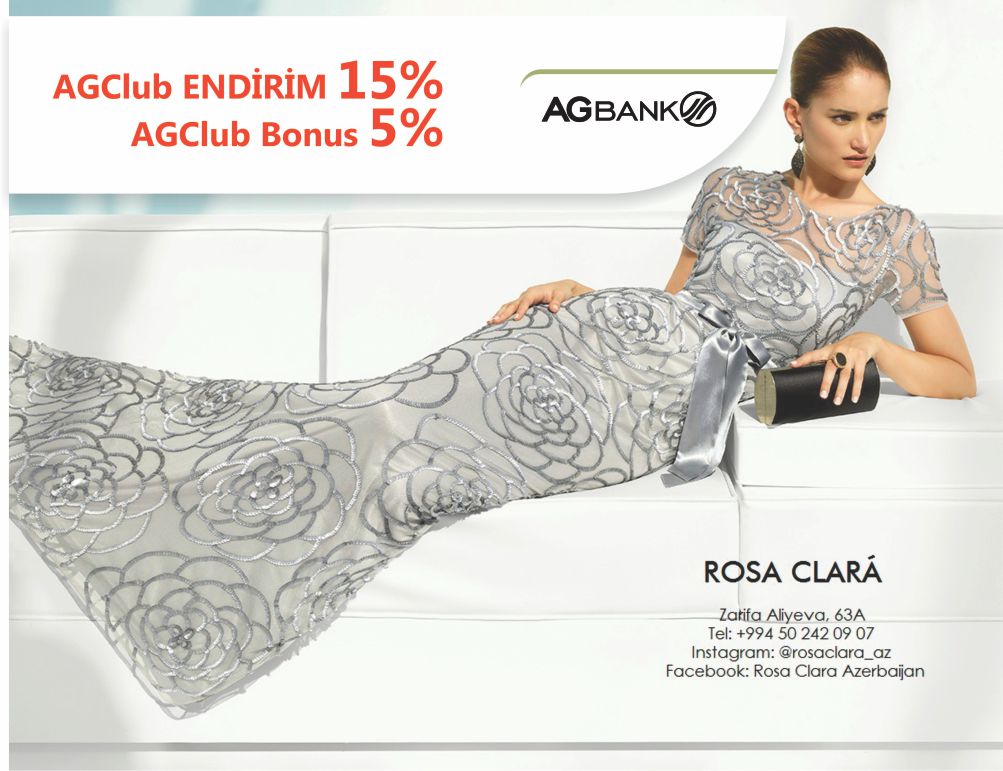 AGClub ENDİRİM 15%
AGClub Bonus 5%
AGBANK
ROSA CLARÁ
Zarifa Aliyeva, 63A
Tel: +994 50 242 09 07
Instagram: @rosaclara_az
Facebook: Rosa Clara Azerbaijan